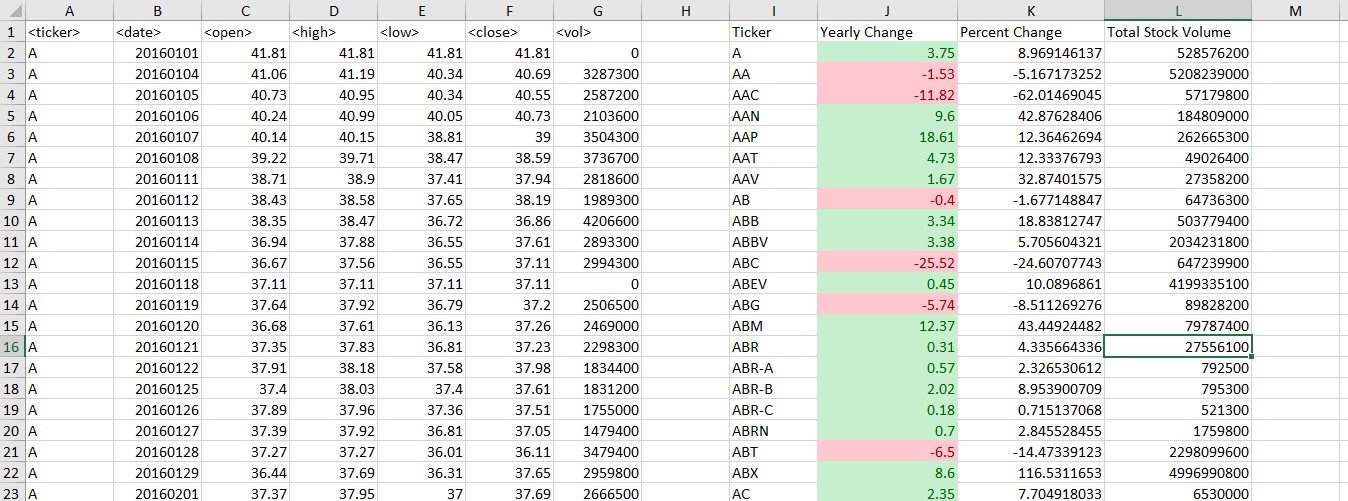 A B C D E F G H I J K L M
1 <ticker> <date> <open> <high> <low> <close> <vol> Ticker Yearly Change Percent Change Total Stock Volume
2 A 20160101 41.81 41.81 41.81 41.81 0 A 3.75 8.969146137 528576200
3 A 20160104 41.06 41.19 40.34 40.69 3287300 AA -1.53 -5.167173252 5208239000
4 A 20160105 40.73 40.95 40.34 40.55 2587200 AAC -11.82 -62.01469045 57179800
5 A 20160106 40.24 40.99 40.05 40.73 2103600 AAN 9.6 42.87628406 184809000
6 A 20160107 40.14 40.15 38.81 39 3504300 AAP 18.61 12.36462694 262665300
7 A 20160108 39.22 39.71 38.47 38.59 3736700 AAT 4.73 12.33376793 49026400
8 A 20160111 38.71 38.9 37.41 37.94 2818600 AAV 1.67 32.87401575 27358200
9 A 20160112 38.43 38.58 37.65 38.19 1989300 AB -0.4 -1.677148847 64736300
10 A 20160113 38.35 38.47 36.72 36.86 4206600 ABB 3.34 18.83812747 503779400
11 A 20160114 36.94 37.88 36.55 37.61 2893300 ABBV 3.38 5.705604321 2034231800
12 A 20160115 36.67 37.56 36.55 37.11 2994300 ABC -25.52 -24.60707743 647239900
13 A 20160118 37.11 37.11 37.11 37.11 0 ABEV 0.45 10.0896861 4199335100
14 A 20160119 37.64 37.92 36.79 37.2 2506500 ABG -5.74 -8.511269276 89828200
15 A 20160120 36.68 37.61 36.13 37.26 2469000 ABM 12.37 43.44924482 79787400
16 A 20160121 37.35 37.83 36.81 37.23 2298300 ABR 0.31 4.335664336 27556100
17 A 20160122 37.91 38.18 37.58 37.98 1834400 ABR-A 0.57 2.326530612 792500
18 A 20160125 37.4 38.03 37.4 37.61 1831200 ABR-B 2.02 8.953900709 795300
19 A 20160126 37.89 37.96 37.36 37.51 1755000 ABR-C 0.18 0.715137068 521300
20 A 20160127 37.39 37.92 36.81 37.05 1479400 ABRN 0.7 2.845528455 1759800
21 A 20160128 37.27 37.27 36.01 36.11 3479400 ABT -6.5 -14.47339123 2298099600
22 A 20160129 36.44 37.69 36.31 37.65 2959800 ABX 8.6 116.5311653 4996990800
23 A 20160201 37.37 37.95 37 37.69 2666500 AC 2.35 7.704918033 6530000